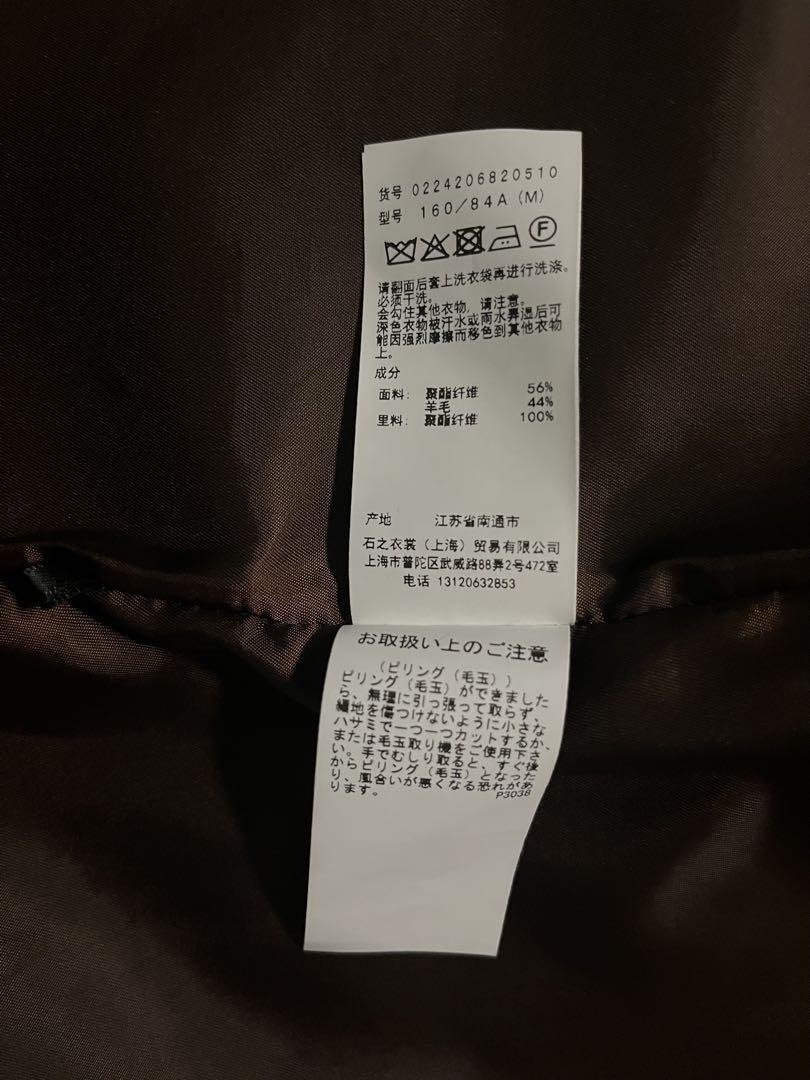 货号 0224206820510
型号 160/84A (M)
F
请翻面后套上洗衣袋再进行洗涤。
必须干洗。
会勾住其他衣物，请注意。
深色衣物被汗水或雨水弄湿后可
能因强烈摩擦而移色到其他衣物
上。
成分
面料: 聚酯纤维 56%
羊毛 44%
里料: 聚酯纤维 100%
产地 江苏省南通市
石之衣裳（上海）贸易有限公司
上海市普陀区武威路88弄2号472室
电话 13120632853
お取扱い上のご注意
（ピリング（毛玉））
ピリング（毛玉）ができました
ら、無理に引っ張って取らず、
編地を傷つけないように小さな
ハサミで一つ一つカットするか、
または毛玉取り機をご使用下さ
い。手でむしり取ると、すぐ後
からピリング（毛玉）となった
り、風合いが悪くなる恐れがあ
ります。
P3038